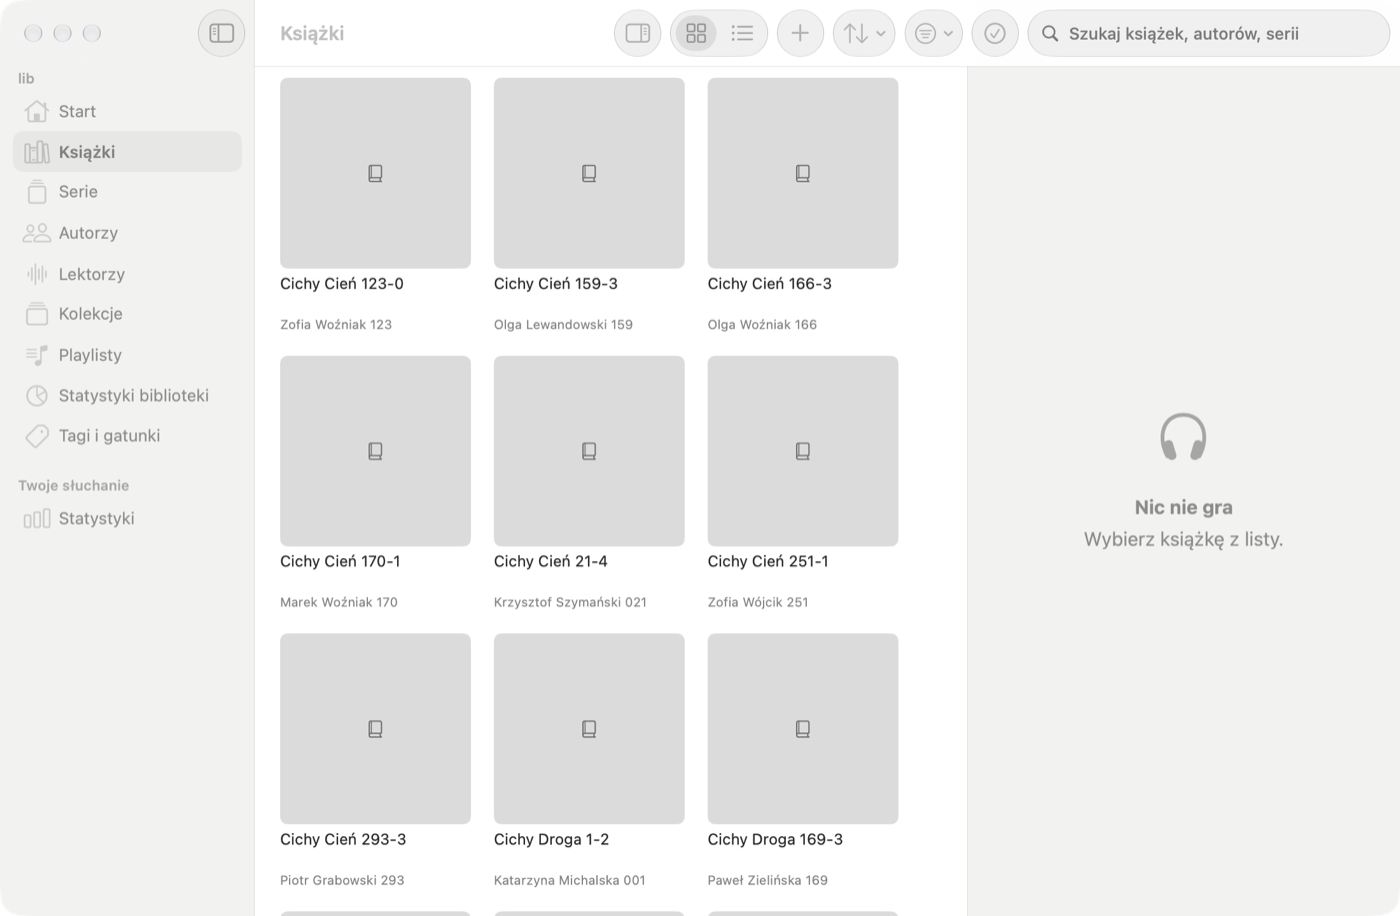 Książki
Szukaj książek, autorów, serii
lib
Start
Książki
Serie
Autorzy
Lektorzy
Kolekcje
Playlisty
Statystyki biblioteki
Tagi i gatunki
Twoje słuchanie
Statystyki
Cichy Cień 123-0
Zofia Woźniak 123
Cichy Cień 159-3
Olga Lewandowski 159
Cichy Cień 166-3
Olga Woźniak 166
Cichy Cień 170-1
Marek Woźniak 170
Cichy Cień 21-4
Krzysztof Szymański 021
Cichy Cień 251-1
Zofia Wójcik 251
Cichy Cień 293-3
Piotr Grabowski 293
Cichy Droga 1-2
Katarzyna Michalska 001
Cichy Droga 169-3
Paweł Zielińska 169
Nic nie gra
Wybierz książkę z listy.